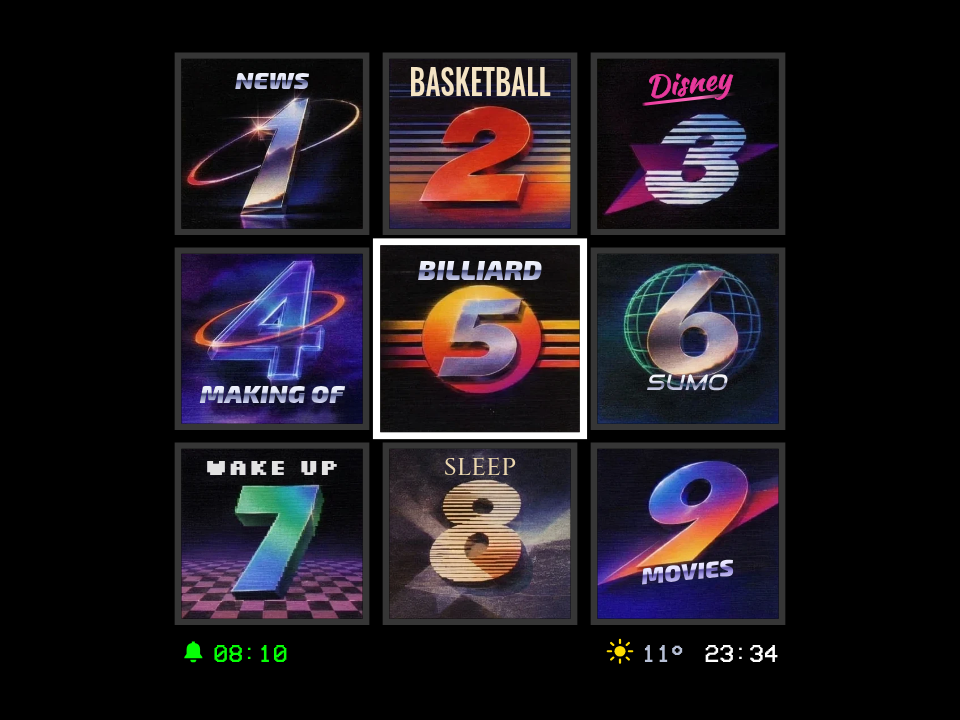 NEWS
1
BASKETBALL
2
Disney
3
4
MAKING OF
BILLIARD
5
6
SUMO
WAKE UP
7
SLEEP
8
9
MOVIES
08:10
11° 23:34